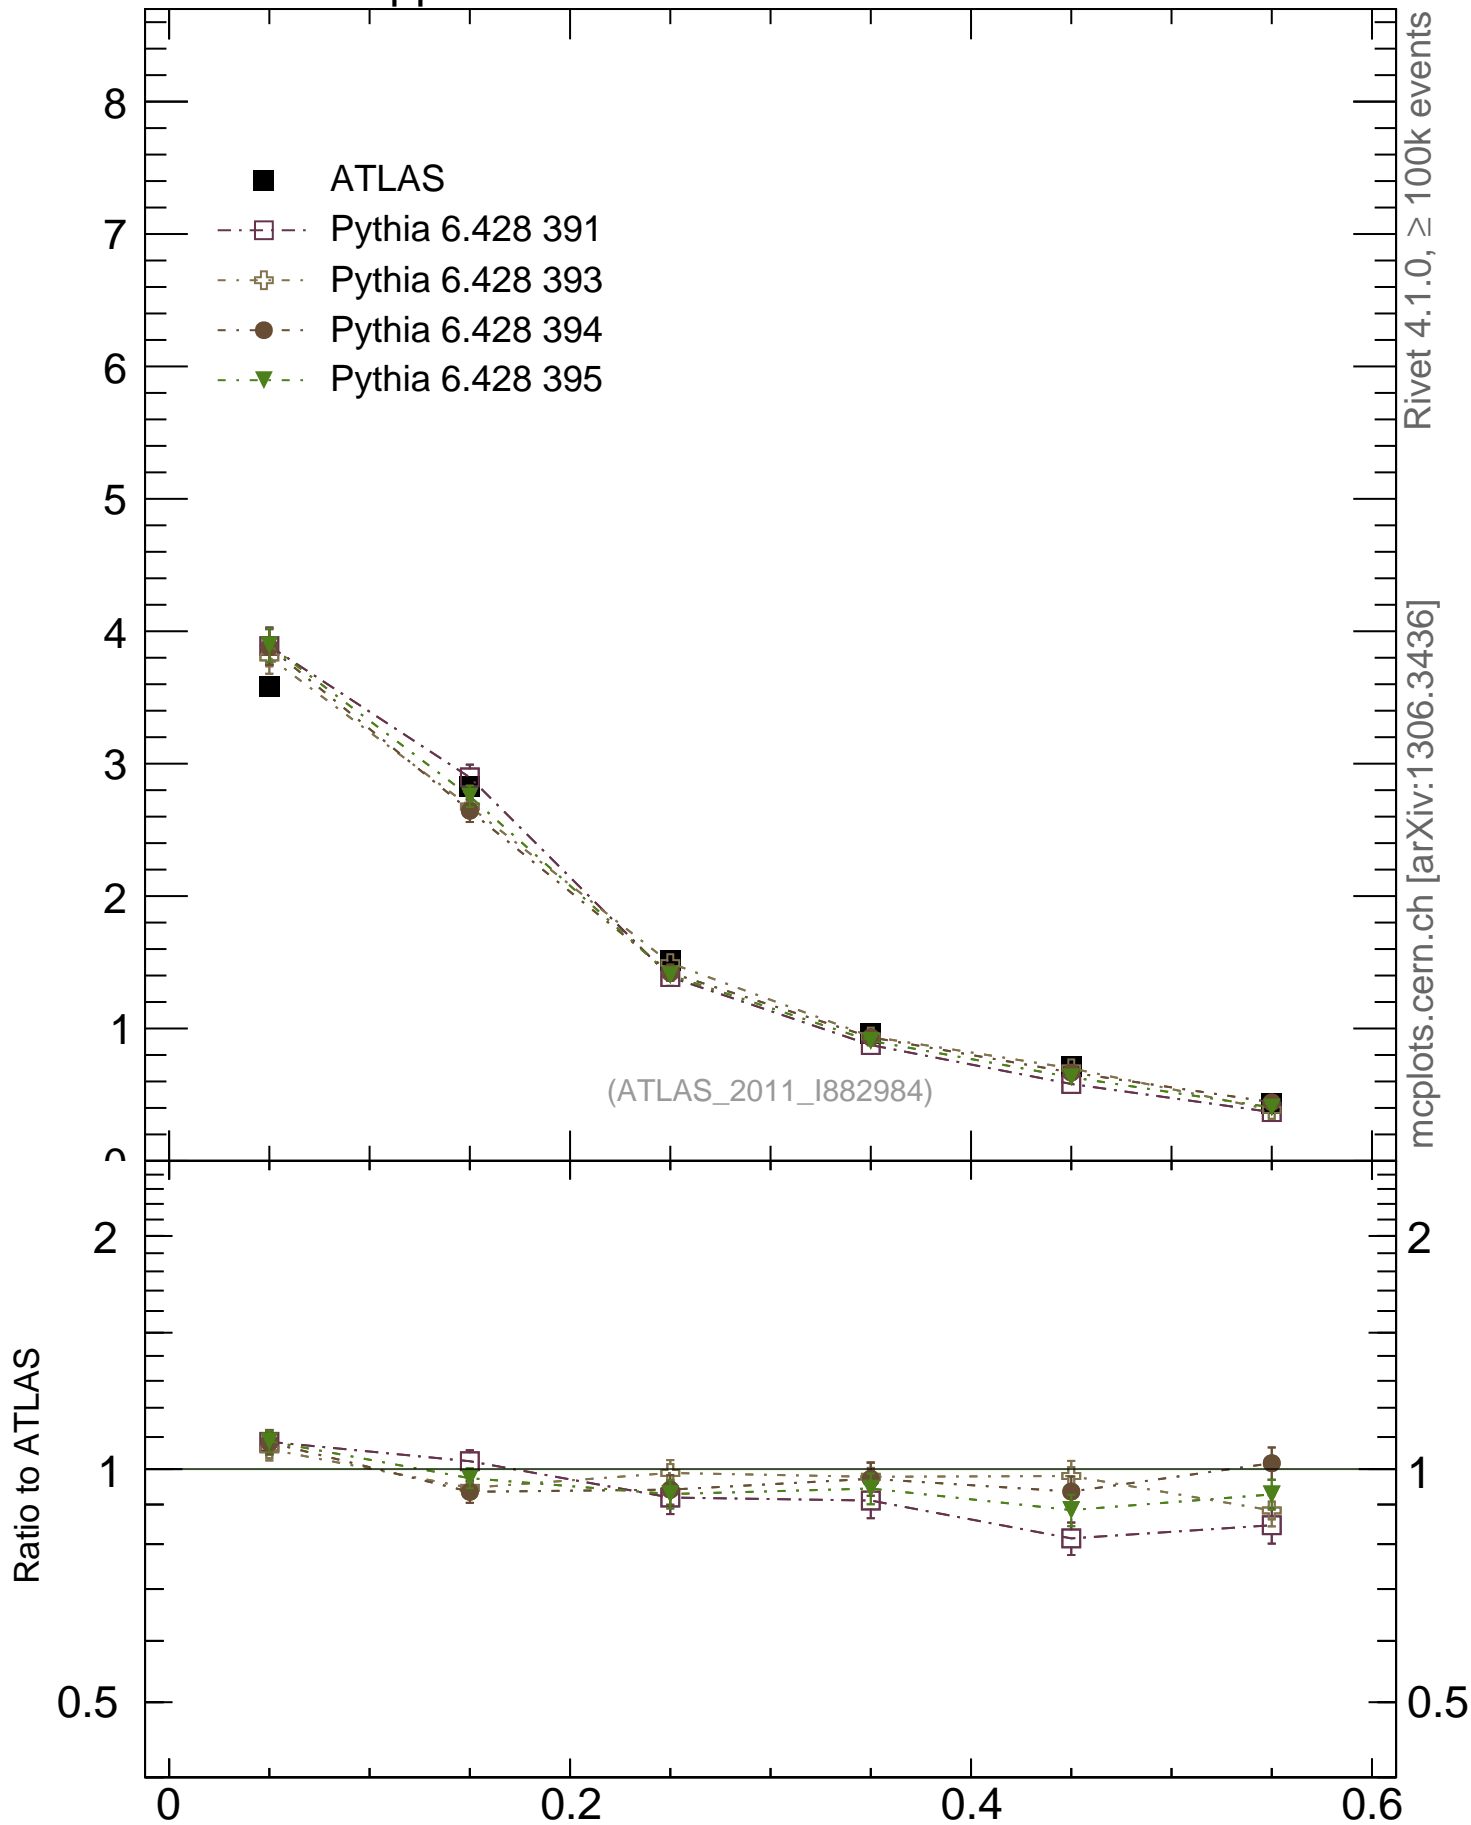 8
7
6
5
4
3
2
1
0
ATLAS
Pythia 6.428 391
Pythia 6.428 393
Pythia 6.428 394
Pythia 6.428 395
(ATLAS_2011_I882984)
Rivet 4.1.0, ≥ 100k events
mcplots.cern.ch [arXiv:1306.3436]
Ratio to ATLAS
2
1
0.5
2
1
0.5
0
0.2
0.4
0.6